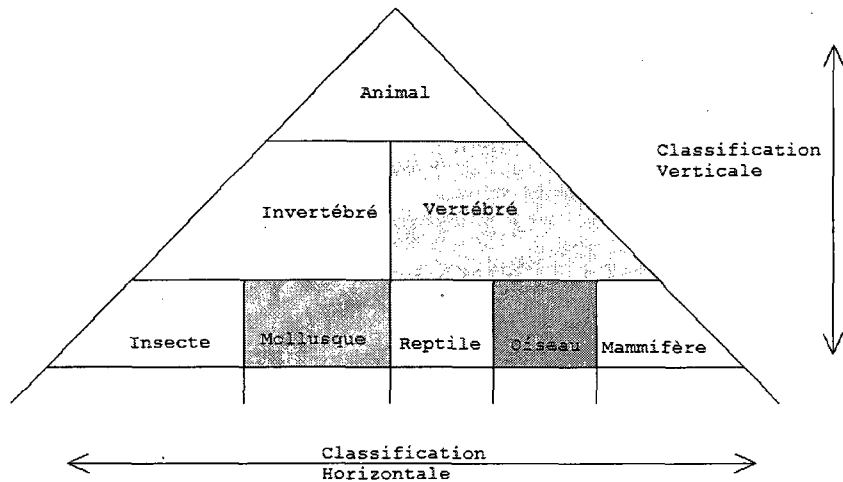 Animal
Classification
Verticale
Invertébré
Vertébré
Insecte
Mollusque
Reptile
Oiseau
Mammifère
Classification
Horizontale